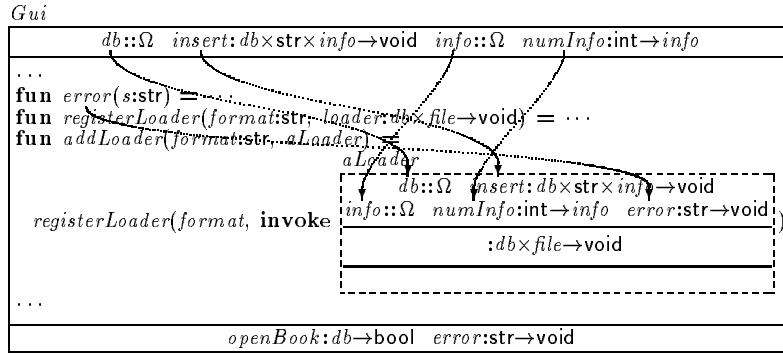 Gui
db::Ω insert:db×str×info→void info::Ω numInfo:int→info
...
fun error(s:str) = ···
fun registerLoader(format:str, loader:db×file→void) = ···
fun addLoader(format:str, aLoader) =
aLoader
db::Ω insert:db×str×info→void
info::Ω numInfo:int→info error:str→void
registerLoader(format, invoke )
:db×file→void
...
openBook:db→bool error:str→void